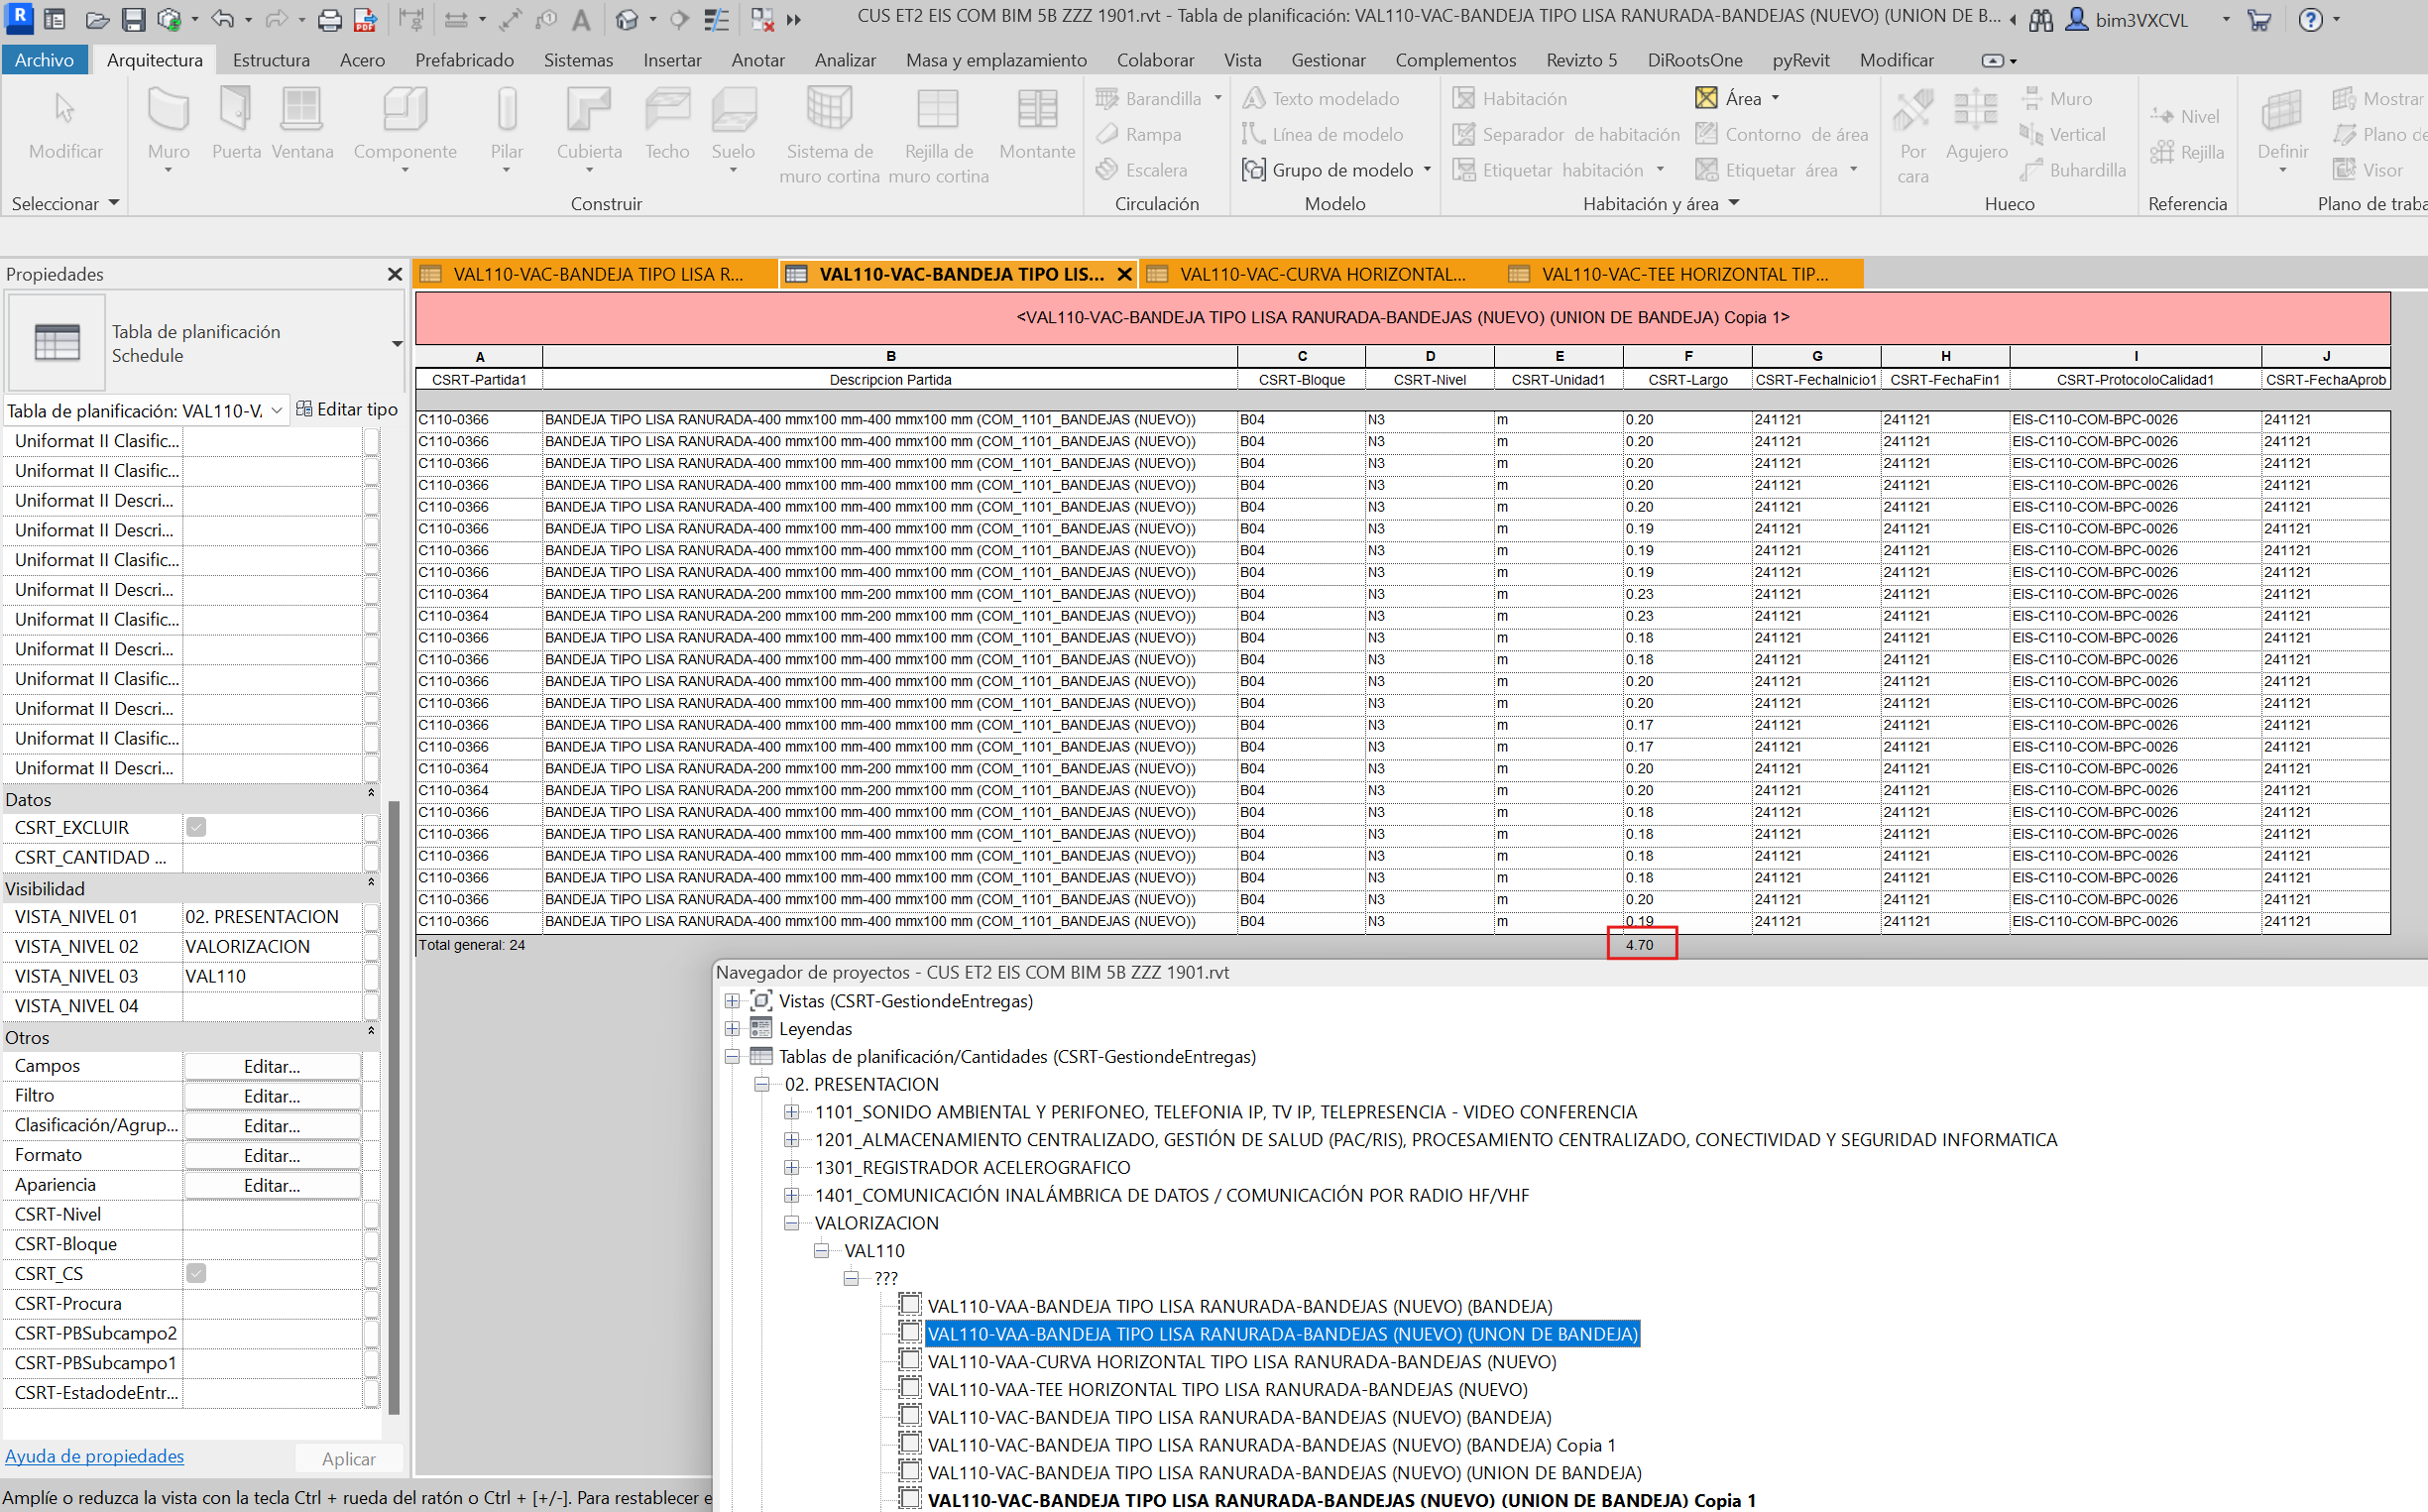 CUS ET2 EIS COM BIM 5B ZZZ 1901.rvt - Tabla de planificación: VAL110-VAC-BANDEJA TIPO LISA RANURADA-BANDEJAS (NUEVO) (UNION DE B...
bim3VXCVL
Archivo Arquitectura Estructura Acero Prefabricado Sistemas Insertar Anotar Analizar Masa y emplazamiento Colaborar Vista Gestionar Complementos Revizto 5 DiRootsOne pyRevit Modificar
Modificar
Muro Puerta Ventana Componente Pilar Cubierta Techo Suelo Sistema de muro cortina Rejilla de muro cortina Montante
Barandilla
Rampa
Escalera
Texto modelado
Línea de modelo
Grupo de modelo
Habitación
Separador de habitación
Etiquetar habitación
Área
Contorno de área
Etiquetar área
Por cara
Agujero
Muro
Vertical
Buhardilla
Nivel
Rejilla
Definir
Mostrar
Plano de
Visor
Seleccionar Construir Circulación Modelo Habitación y área Hueco Referencia Plano de traba
Propiedades
Tabla de planificación
Schedule
Tabla de planificación: VAL110-V. Editar tipo
Uniformat II Clasific...
Uniformat II Clasific...
Uniformat II Descri...
Uniformat II Descri...
Uniformat II Clasific...
Uniformat II Descri...
Uniformat II Clasific...
Uniformat II Descri...
Uniformat II Clasific...
Uniformat II Descri...
Uniformat II Clasific...
Uniformat II Descri...
Datos
CSRT_EXCLUIR
CSRT_CANTIDAD ...
Visibilidad
VISTA_NIVEL 01 02. PRESENTACION
VISTA_NIVEL 02 VALORIZACION
VISTA_NIVEL 03 VAL110
VISTA_NIVEL 04
Otros
Campos Editar...
Filtro Editar...
Clasificación/Agrup... Editar...
Formato Editar...
Apariencia Editar...
CSRT-Nivel
CSRT-Bloque
CSRT_CS
CSRT-Procura
CSRT-PBSubcampo2
CSRT-PBSubcampo1
CSRT-EstadodeEntr...
Ayuda de propiedades Aplicar
VAL110-VAC-BANDEJA TIPO LISA R... VAL110-VAC-BANDEJA TIPO LIS... VAL110-VAC-CURVA HORIZONTAL... VAL110-VAC-TEE HORIZONTAL TIP...
<VAL110-VAC-BANDEJA TIPO LISA RANURADA-BANDEJAS (NUEVO) (UNION DE BANDEJA) Copia 1>
A B C D E F G H I J
CSRT-Partida1 Descripcion Partida CSRT-Bloque CSRT-Nivel CSRT-Unidad1 CSRT-Largo CSRT-FechaInicio1 CSRT-FechaFin1 CSRT-ProtocoloCalidad1 CSRT-FechaAprob
C110-0366 BANDEJA TIPO LISA RANURADA-400 mmx100 mm-400 mmx100 mm (COM_1101_BANDEJAS (NUEVO)) B04 N3 m 0.20 241121 241121 EIS-C110-COM-BPC-0026 241121
C110-0366 BANDEJA TIPO LISA RANURADA-400 mmx100 mm-400 mmx100 mm (COM_1101_BANDEJAS (NUEVO)) B04 N3 m 0.20 241121 241121 EIS-C110-COM-BPC-0026 241121
C110-0366 BANDEJA TIPO LISA RANURADA-400 mmx100 mm-400 mmx100 mm (COM_1101_BANDEJAS (NUEVO)) B04 N3 m 0.20 241121 241121 EIS-C110-COM-BPC-0026 241121
C110-0366 BANDEJA TIPO LISA RANURADA-400 mmx100 mm-400 mmx100 mm (COM_1101_BANDEJAS (NUEVO)) B04 N3 m 0.20 241121 241121 EIS-C110-COM-BPC-0026 241121
C110-0366 BANDEJA TIPO LISA RANURADA-400 mmx100 mm-400 mmx100 mm (COM_1101_BANDEJAS (NUEVO)) B04 N3 m 0.20 241121 241121 EIS-C110-COM-BPC-0026 241121
C110-0366 BANDEJA TIPO LISA RANURADA-400 mmx100 mm-400 mmx100 mm (COM_1101_BANDEJAS (NUEVO)) B04 N3 m 0.19 241121 241121 EIS-C110-COM-BPC-0026 241121
C110-0366 BANDEJA TIPO LISA RANURADA-400 mmx100 mm-400 mmx100 mm (COM_1101_BANDEJAS (NUEVO)) B04 N3 m 0.19 241121 241121 EIS-C110-COM-BPC-0026 241121
C110-0366 BANDEJA TIPO LISA RANURADA-400 mmx100 mm-400 mmx100 mm (COM_1101_BANDEJAS (NUEVO)) B04 N3 m 0.19 241121 241121 EIS-C110-COM-BPC-0026 241121
C110-0364 BANDEJA TIPO LISA RANURADA-200 mmx100 mm-200 mmx100 mm (COM_1101_BANDEJAS (NUEVO)) B04 N3 m 0.23 241121 241121 EIS-C110-COM-BPC-0026 241121
C110-0364 BANDEJA TIPO LISA RANURADA-200 mmx100 mm-200 mmx100 mm (COM_1101_BANDEJAS (NUEVO)) B04 N3 m 0.23 241121 241121 EIS-C110-COM-BPC-0026 241121
C110-0366 BANDEJA TIPO LISA RANURADA-400 mmx100 mm-400 mmx100 mm (COM_1101_BANDEJAS (NUEVO)) B04 N3 m 0.18 241121 241121 EIS-C110-COM-BPC-0026 241121
C110-0366 BANDEJA TIPO LISA RANURADA-400 mmx100 mm-400 mmx100 mm (COM_1101_BANDEJAS (NUEVO)) B04 N3 m 0.18 241121 241121 EIS-C110-COM-BPC-0026 241121
C110-0366 BANDEJA TIPO LISA RANURADA-400 mmx100 mm-400 mmx100 mm (COM_1101_BANDEJAS (NUEVO)) B04 N3 m 0.20 241121 241121 EIS-C110-COM-BPC-0026 241121
C110-0366 BANDEJA TIPO LISA RANURADA-400 mmx100 mm-400 mmx100 mm (COM_1101_BANDEJAS (NUEVO)) B04 N3 m 0.20 241121 241121 EIS-C110-COM-BPC-0026 241121
C110-0366 BANDEJA TIPO LISA RANURADA-400 mmx100 mm-400 mmx100 mm (COM_1101_BANDEJAS (NUEVO)) B04 N3 m 0.17 241121 241121 EIS-C110-COM-BPC-0026 241121
C110-0366 BANDEJA TIPO LISA RANURADA-400 mmx100 mm-400 mmx100 mm (COM_1101_BANDEJAS (NUEVO)) B04 N3 m 0.17 241121 241121 EIS-C110-COM-BPC-0026 241121
C110-0364 BANDEJA TIPO LISA RANURADA-200 mmx100 mm-200 mmx100 mm (COM_1101_BANDEJAS (NUEVO)) B04 N3 m 0.20 241121 241121 EIS-C110-COM-BPC-0026 241121
C110-0364 BANDEJA TIPO LISA RANURADA-200 mmx100 mm-200 mmx100 mm (COM_1101_BANDEJAS (NUEVO)) B04 N3 m 0.20 241121 241121 EIS-C110-COM-BPC-0026 241121
C110-0366 BANDEJA TIPO LISA RANURADA-400 mmx100 mm-400 mmx100 mm (COM_1101_BANDEJAS (NUEVO)) B04 N3 m 0.18 241121 241121 EIS-C110-COM-BPC-0026 241121
C110-0366 BANDEJA TIPO LISA RANURADA-400 mmx100 mm-400 mmx100 mm (COM_1101_BANDEJAS (NUEVO)) B04 N3 m 0.18 241121 241121 EIS-C110-COM-BPC-0026 241121
C110-0366 BANDEJA TIPO LISA RANURADA-400 mmx100 mm-400 mmx100 mm (COM_1101_BANDEJAS (NUEVO)) B04 N3 m 0.18 241121 241121 EIS-C110-COM-BPC-0026 241121
C110-0366 BANDEJA TIPO LISA RANURADA-400 mmx100 mm-400 mmx100 mm (COM_1101_BANDEJAS (NUEVO)) B04 N3 m 0.18 241121 241121 EIS-C110-COM-BPC-0026 241121
C110-0366 BANDEJA TIPO LISA RANURADA-400 mmx100 mm-400 mmx100 mm (COM_1101_BANDEJAS (NUEVO)) B04 N3 m 0.20 241121 241121 EIS-C110-COM-BPC-0026 241121
C110-0366 BANDEJA TIPO LISA RANURADA-400 mmx100 mm-400 mmx100 mm (COM_1101_BANDEJAS (NUEVO)) B04 N3 m 0.19 241121 241121 EIS-C110-COM-BPC-0026 241121
Total general: 24 4.70
Navegador de proyectos - CUS ET2 EIS COM BIM 5B ZZZ 1901.rvt
Vistas (CSRT-GestiondeEntregas)
Leyendas
Tablas de planificación/Cantidades (CSRT-GestiondeEntregas)
02. PRESENTACION
1101_SONIDO AMBIENTAL Y PERIFONEO, TELEFONIA IP, TV IP, TELEPRESENCIA - VIDEO CONFERENCIA
1201_ALMACENAMIENTO CENTRALIZADO, GESTIÓN DE SALUD (PAC/RIS), PROCESAMIENTO CENTRALIZADO, CONECTIVIDAD Y SEGURIDAD INFORMATICA
1301_REGISTRADOR ACELEROGRAFICO
1401_COMUNICACIÓN INALÁMBRICA DE DATOS / COMUNICACIÓN POR RADIO HF/VHF
VALORIZACION
VAL110
???
VAL110-VAA-BANDEJA TIPO LISA RANURADA-BANDEJAS (NUEVO) (BANDEJA)
VAL110-VAA-BANDEJA TIPO LISA RANURADA-BANDEJAS (NUEVO) (UNON DE BANDEJA)
VAL110-VAA-CURVA HORIZONTAL TIPO LISA RANURADA-BANDEJAS (NUEVO)
VAL110-VAA-TEE HORIZONTAL TIPO LISA RANURADA-BANDEJAS (NUEVO)
VAL110-VAC-BANDEJA TIPO LISA RANURADA-BANDEJAS (NUEVO) (BANDEJA)
VAL110-VAC-BANDEJA TIPO LISA RANURADA-BANDEJAS (NUEVO) (BANDEJA) Copia 1
VAL110-VAC-BANDEJA TIPO LISA RANURADA-BANDEJAS (NUEVO) (UNION DE BANDEJA)
VAL110-VAC-BANDEJA TIPO LISA RANURADA-BANDEJAS (NUEVO) (UNION DE BANDEJA) Copia 1
Amplíe o reduzca la vista con la tecla Ctrl + rueda del ratón o Ctrl + [+/-]. Para restablecer e